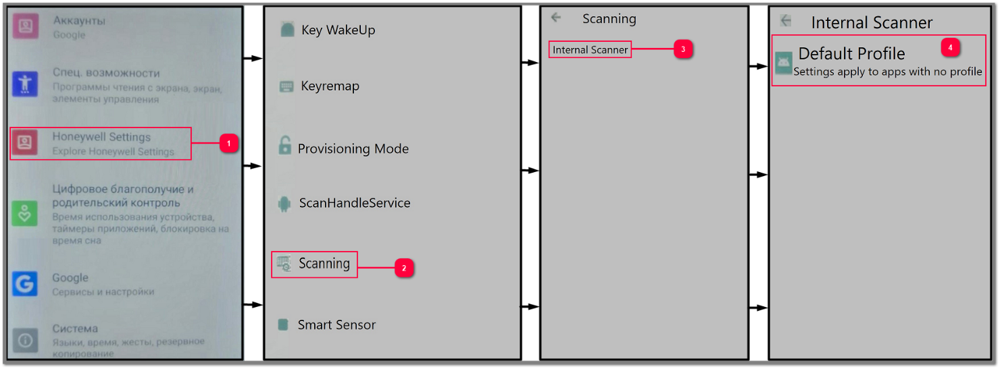 Аккаунты
Google
Спец. возможности
Программы чтения с экрана, экран,
элементы управления
Honeywell Settings
Explore Honeywell Settings
1
Цифровое благополучие и
родительский контроль
Время использования устройства,
таймеры приложений, блокировка на
время сна
Google
Сервисы и настройки
Система
Языки, время, жесты, резервное
копирование
Key WakeUp
Keyremap
Provisioning Mode
ScanHandleService
Scanning
2
Smart Sensor
Scanning
Internal Scanner
3
Internal Scanner
Default Profile
4
Settings apply to apps with no profile